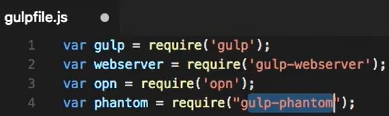 gulpfile.js
1 var gulp = require('gulp');
2 var webserver = require('gulp-webserver');
3 var opn = require('opn');
4 var phantom = require("gulp-phantom");